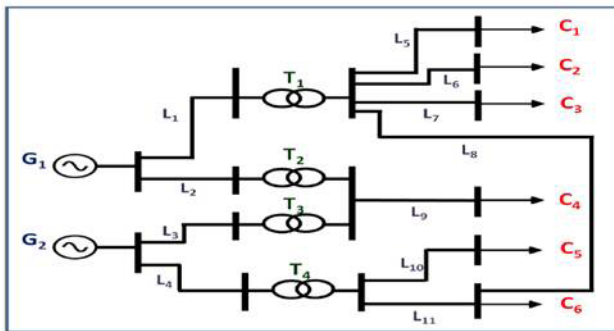 C₁
L₅
C₂
T₁
L₆
C₃
L₁
L₇
L₈
G₁
T₂
L₂
T₃
C₄
L₉
G₂
L₃
C₅
T₄
L₁₀
L₄
C₆
L₁₁